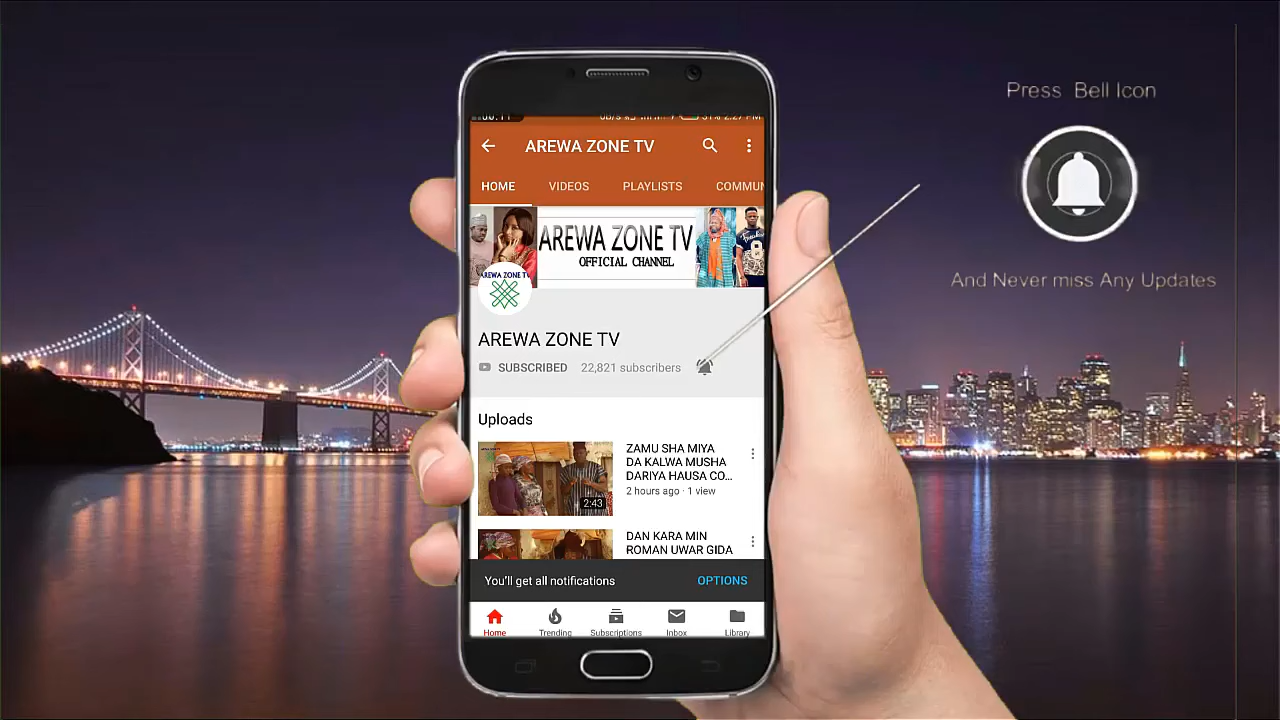 Press Bell Icon
And Never miss Any Updates
2:27 PM
AREWA ZONE TV
HOME
VIDEOS
PLAYLISTS
COMMUN
AREWA ZONE TV
OFFICIAL CHANNEL
AREWA ZONE TV
AREWA ZONE TV
SUBSCRIBED
22,821 subscribers
Uploads
ZAMU SHA MIYA
DA KALWA MUSHA
DARIYA HAUSA CO...
2 hours ago · 1 view
2:43
DAN KARA MIN
ROMAN UWAR GIDA
You'll get all notifications
OPTIONS
Home
Trending
Subscriptions
Inbox
Library